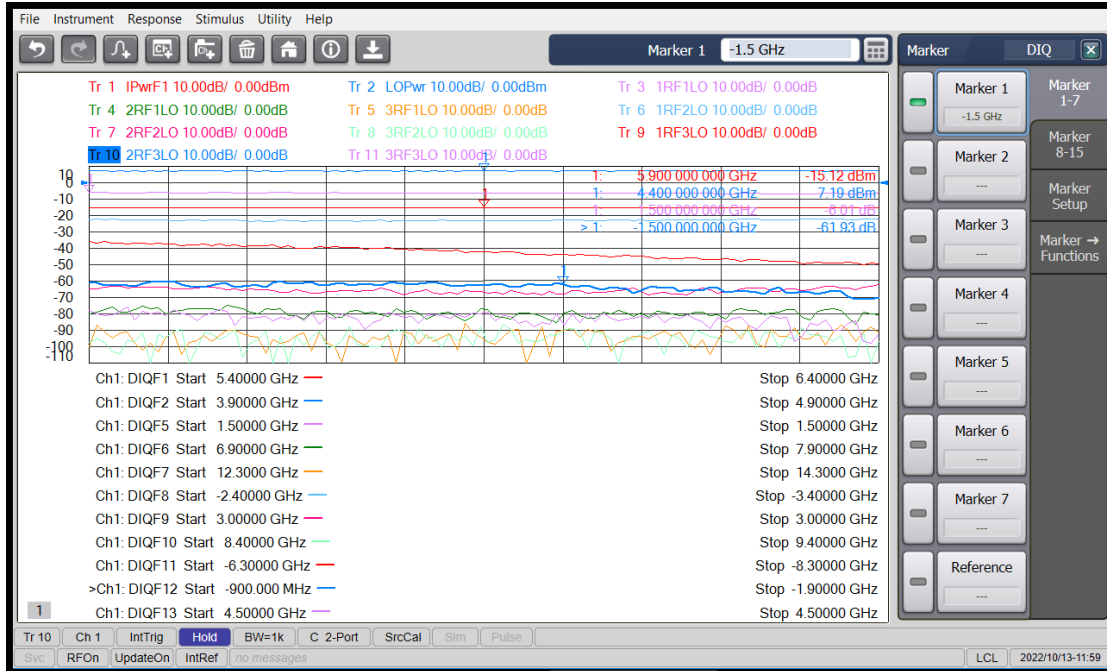 File Instrument Response Stimulus Utility Help
Marker 1 -1.5 GHz
Marker DIQ X
Tr 1 IPwrF1 10.00dB/ 0.00dBm Tr 2 LOPwr 10.00dB/ 0.00dBm Tr 3 1RF1LO 10.00dB/ 0.00dB
Tr 4 2RF1LO 10.00dB/ 0.00dB Tr 5 3RF1LO 10.00dB/ 0.00dB Tr 6 1RF2LO 10.00dB/ 0.00dB
Tr 7 2RF2LO 10.00dB/ 0.00dB Tr 8 3RF2LO 10.00dB/ 0.00dB Tr 9 1RF3LO 10.00dB/ 0.00dB
Tr 10 2RF3LO 10.00dB/ 0.00dB Tr 11 3RF3LO 10.00dB/ 0.00dB
1: 5.900 000 000 GHz -15.12 dBm
1: 4.400 000 000 GHz 7.19 dBm
1: 1.500 000 000 GHz -6.01 dB
> 1: -1.500 000 000 GHz -61.93 dB
10
0
-10
-20
-30
-40
-50
-60
-70
-80
-90
-100
-110
1
1
1
1
Ch1: DIQF1 Start 5.40000 GHz Stop 6.40000 GHz
Ch1: DIQF2 Start 3.90000 GHz Stop 4.90000 GHz
Ch1: DIQF5 Start 1.50000 GHz Stop 1.50000 GHz
Ch1: DIQF6 Start 6.90000 GHz Stop 7.90000 GHz
Ch1: DIQF7 Start 12.3000 GHz Stop 14.3000 GHz
Ch1: DIQF8 Start -2.40000 GHz Stop -3.40000 GHz
Ch1: DIQF9 Start 3.00000 GHz Stop 3.00000 GHz
Ch1: DIQF10 Start 8.40000 GHz Stop 9.40000 GHz
Ch1: DIQF11 Start -6.30000 GHz Stop -8.30000 GHz
>Ch1: DIQF12 Start -900.000 MHz Stop -1.90000 GHz
Ch1: DIQF13 Start 4.50000 GHz Stop 4.50000 GHz
1
Marker 1
-1.5 GHz
Marker 2
---
Marker 3
---
Marker 4
---
Marker 5
---
Marker 6
---
Marker 7
---
Reference
---
Marker
1-7
Marker
8-15
Marker
Setup
Marker →
Functions
Tr 10 Ch 1 IntTrig Hold BW=1k C 2-Port SrcCal Sim Pulse
Svc RFOn UpdateOn IntRef no messages LCL 2022/10/13-11:59